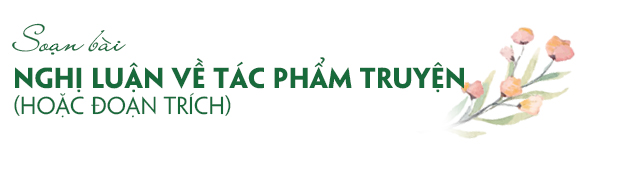 Soạn bài
NGHỊ LUẬN VỀ TÁC PHẨM TRUYỆN
(HOẶC ĐOẠN TRÍCH)